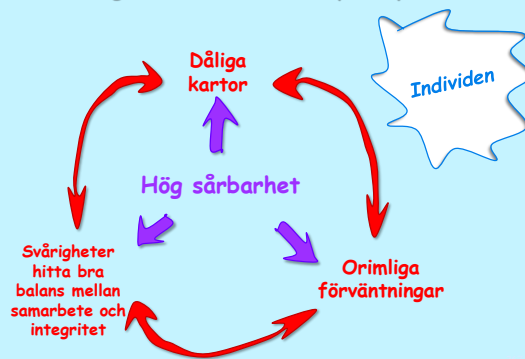 Dåliga
kartor
Individen
Hög sårbarhet
Svårigheter
hitta bra
balans mellan
samarbete och
integritet
Orimliga
förväntningar